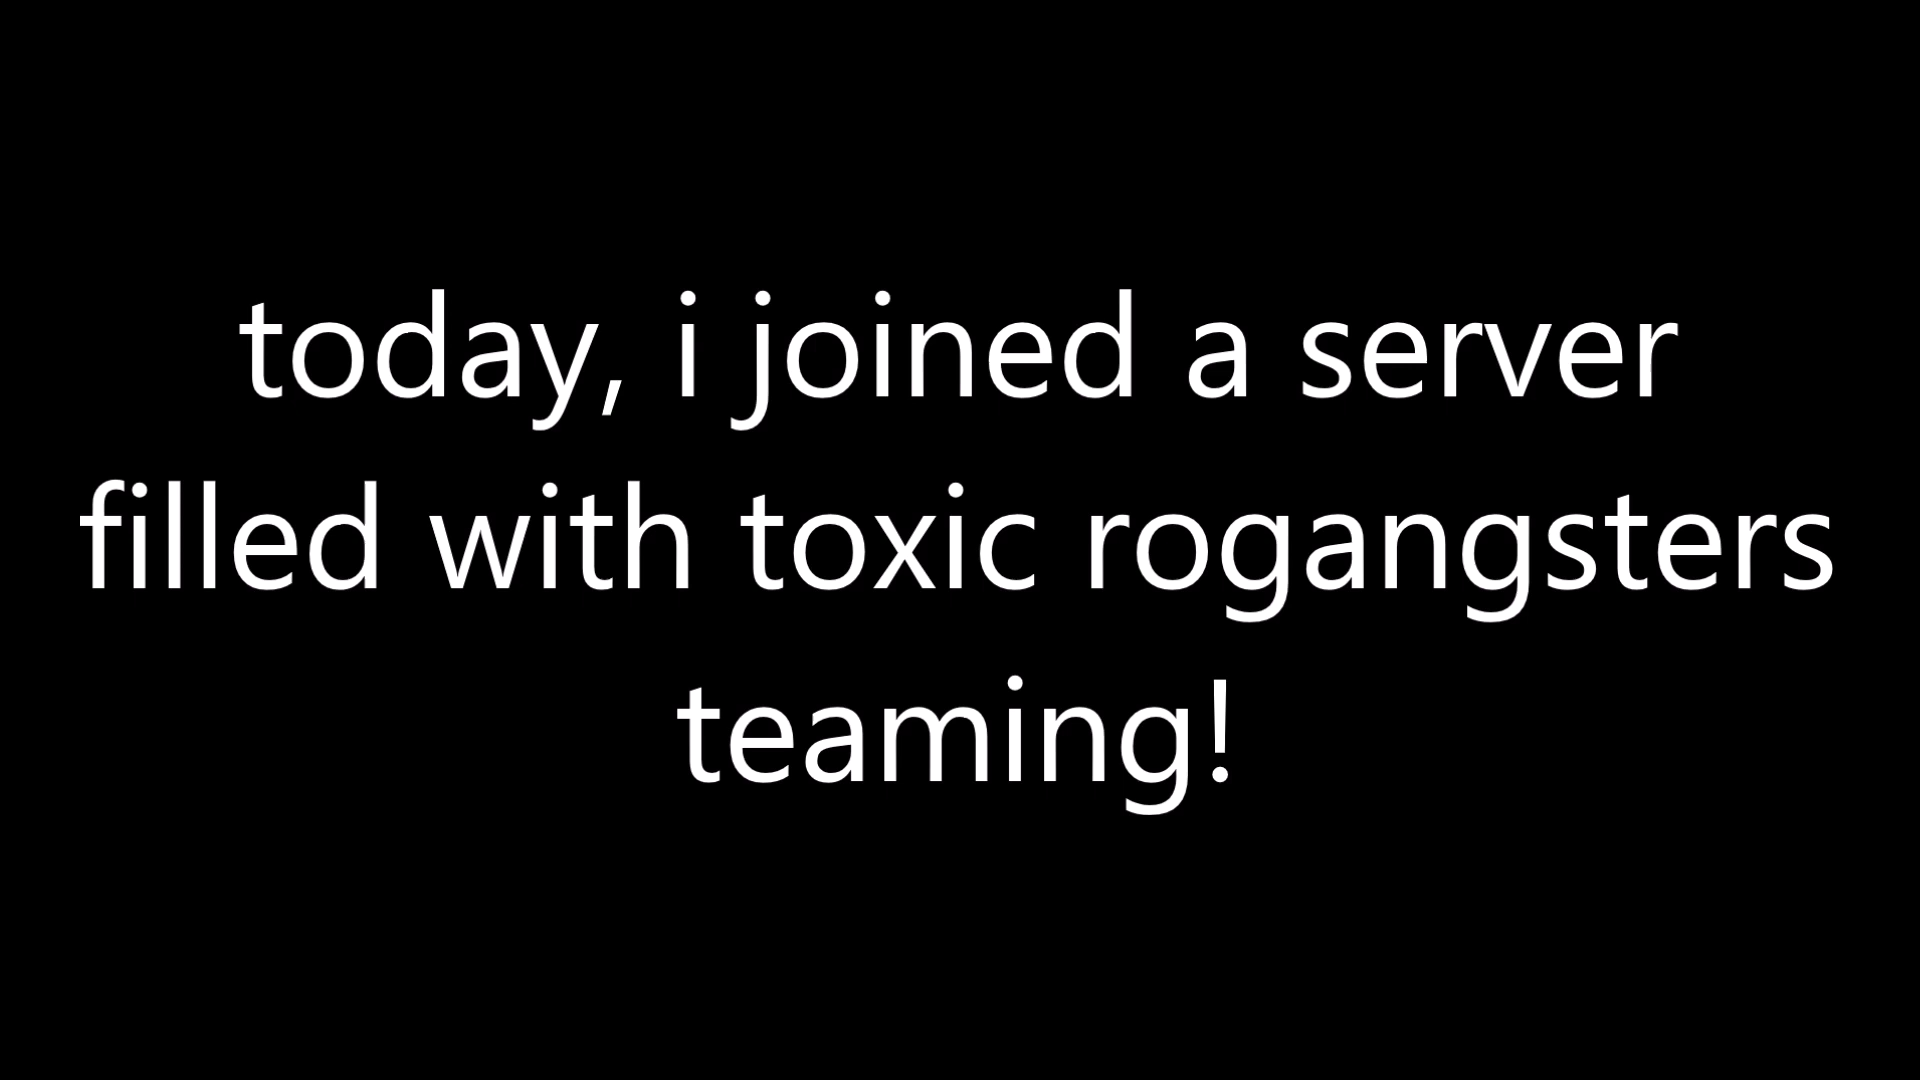 today, i joined a server
filled with toxic rogangsters
teaming!